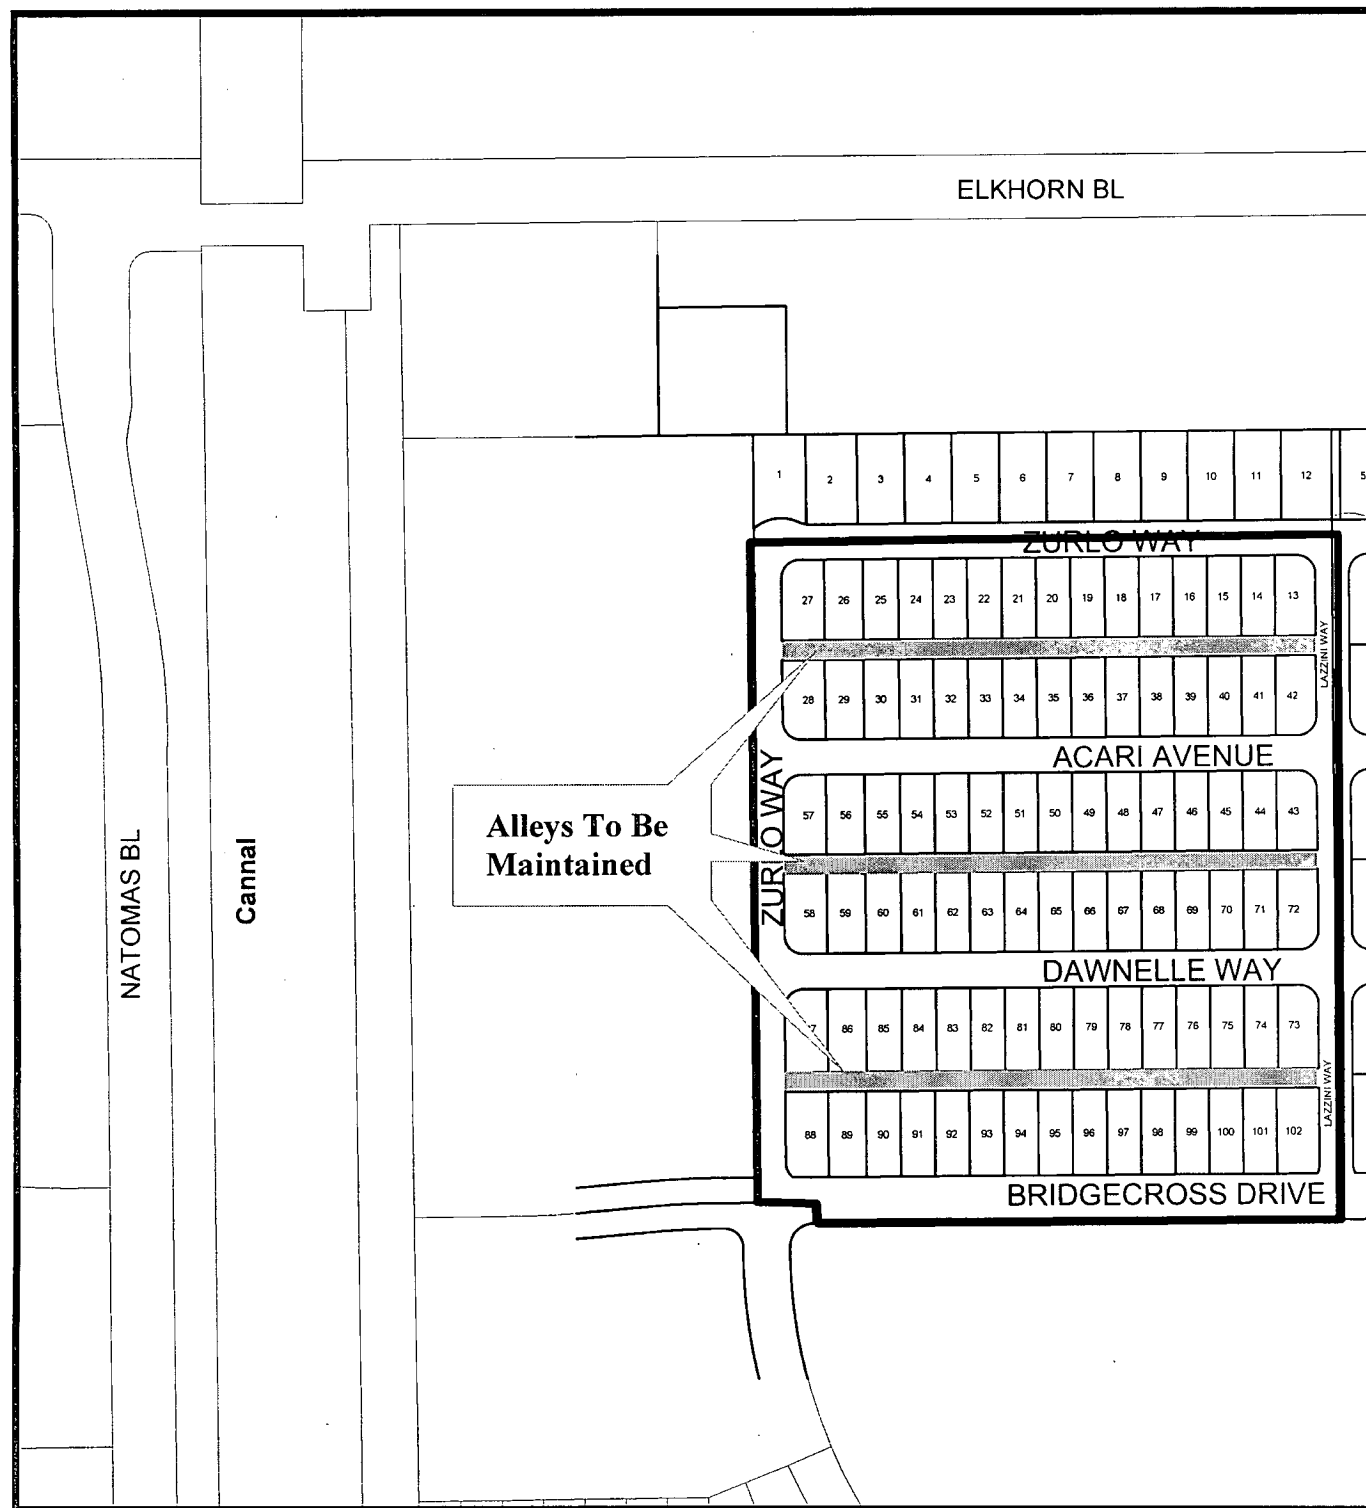 ELKHORN BL
1 2 3 4 5 6 7 8 9 10 11 12 5
ZURLO WAY
27 26 25 24 23 22 21 20 19 18 17 16 15 14 13
LAZZINI WAY
28 29 30 31 32 33 34 35 36 37 38 39 40 41 42
ACARI AVENUE
ZURLO WAY
57 56 55 54 53 52 51 50 49 48 47 46 45 44 43
Alleys To Be
Maintained
NATOMAS BL
Cannal
58 59 60 61 62 63 64 65 66 67 68 69 70 71 72
DAWNELLE WAY
7 86 85 84 83 82 81 80 79 78 77 76 75 74 73
LAZZINI WAY
88 89 90 91 92 93 94 95 96 97 98 99 100 101 102
BRIDGECROSS DRIVE